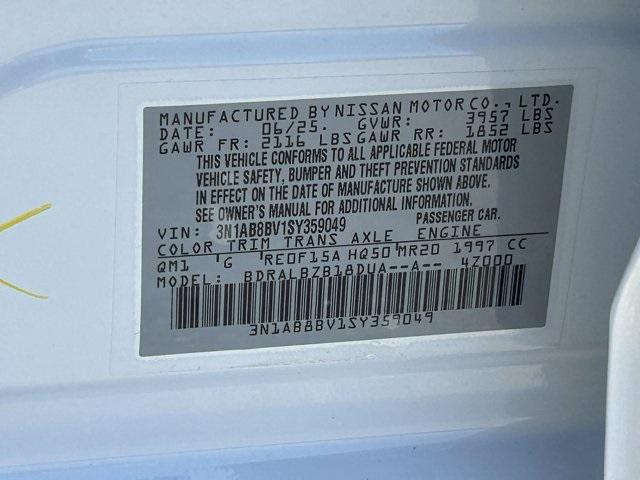 MANUFACTURED BY NISSAN MOTOR CO., LTD.
DATE: 06/25. GVWR: 3957 LBS
GAWR FR: 2116 LBS GAWR RR: 1852 LBS
THIS VEHICLE CONFORMS TO ALL APPLICABLE FEDERAL MOTOR
VEHICLE SAFETY, BUMPER AND THEFT PREVENTION STANDARDS
IN EFFECT ON THE DATE OF MANUFACTURE SHOWN ABOVE.
SEE OWNER'S MANUAL FOR ADDITIONAL INFORMATION.
VIN: 3N1AB8BV1SY359049 PASSENGER CAR.
COLOR TRIM TRANS AXLE ENGINE
QM1 G RE0F15A HQ50 MR20 1997 CC
MODEL: BDRALBZB18DUA--A-- 4Z000
3N1AB8BV1SY359049